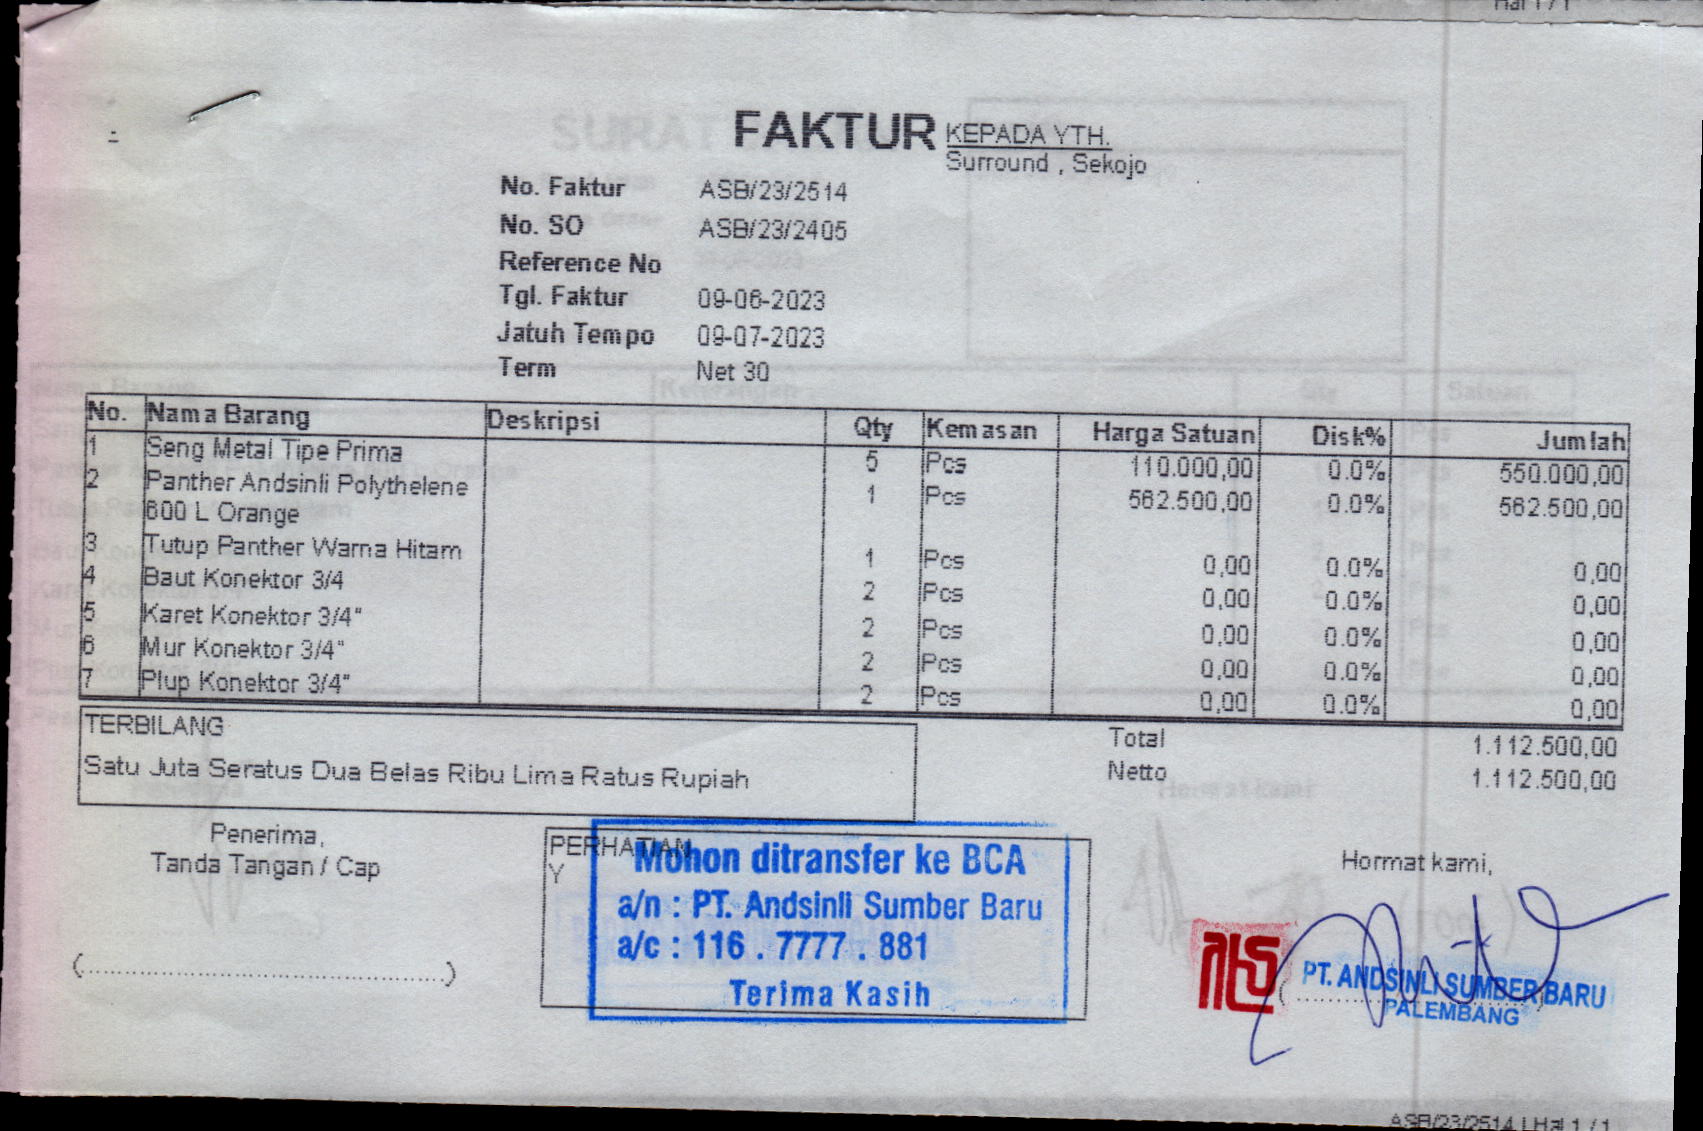 Hal 1 / 1
FAKTUR
KEPADA YTH.
Surround , Sekojo
No. Faktur ASB/23/2514
No. SO ASB/23/2405
Reference No
Tgl. Faktur 09-06-2023
Jatuh Tempo 09-07-2023
Term Net 30
No. Nama Barang Deskripsi Qty Kemasan Harga Satuan Disk% Jumlah
1 Seng Metal Tipe Prima 5 Pcs 110.000,00 0.0% 550.000,00
2 Panther Andsinli Polythelene 1 Pcs 562.500,00 0.0% 562.500,00
600 L Orange
3 Tutup Panther Warna Hitam 1 Pcs 0,00 0.0% 0,00
4 Baut Konektor 3/4 2 Pcs 0,00 0.0% 0,00
5 Karet Konektor 3/4" 2 Pcs 0,00 0.0% 0,00
6 Mur Konektor 3/4" 2 Pcs 0,00 0.0% 0,00
7 Plup Konektor 3/4" 2 Pcs 0,00 0.0% 0,00
TERBILANG
Satu Juta Seratus Dua Belas Ribu Lima Ratus Rupiah
Total 1.112.500,00
Netto 1.112.500,00
Penerima,
Tanda Tangan / Cap
PERHATIAN
Y
Mohon ditransfer ke BCA
a/n : PT. Andsinli Sumber Baru
a/c : 116 . 7777 . 881
Terima Kasih
Hormat kami,
PT. ANDSINLI SUMBER BARU
PALEMBANG
ASB/23/2514 | Hal 1 / 1